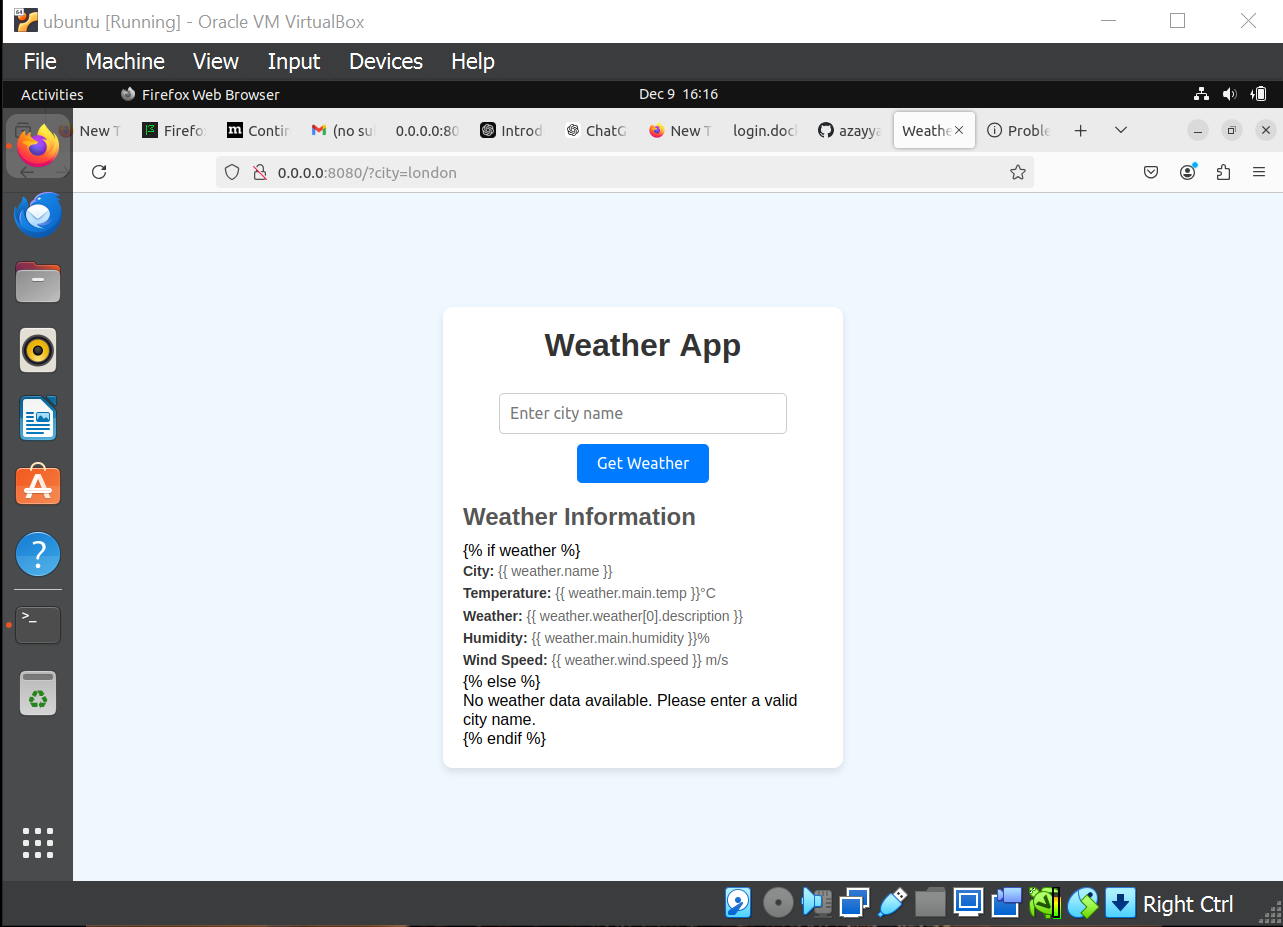 ubuntu [Running] - Oracle VM VirtualBox
File Machine View Input Devices Help
Activities Firefox Web Browser Dec 9 16:16
New T Firefo Contin (no su 0.0.0.0:80 Introd ChatG New T login.docl azayya Weathe Proble
0.0.0.0:8080/?city=london
Weather App
Enter city name
Get Weather
Weather Information
{% if weather %}
City: {{ weather.name }}
Temperature: {{ weather.main.temp }}°C
Weather: {{ weather.weather[0].description }}
Humidity: {{ weather.main.humidity }}%
Wind Speed: {{ weather.wind.speed }} m/s
{% else %}
No weather data available. Please enter a valid
city name.
{% endif %}
Right Ctrl